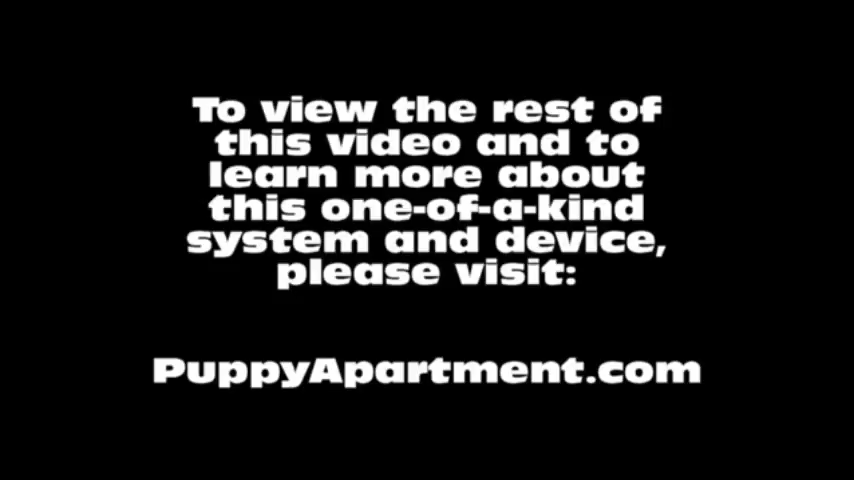 To view the rest of
this video and to
learn more about
this one-of-a-kind
system and device,
please visit:
PuppyApartment.com